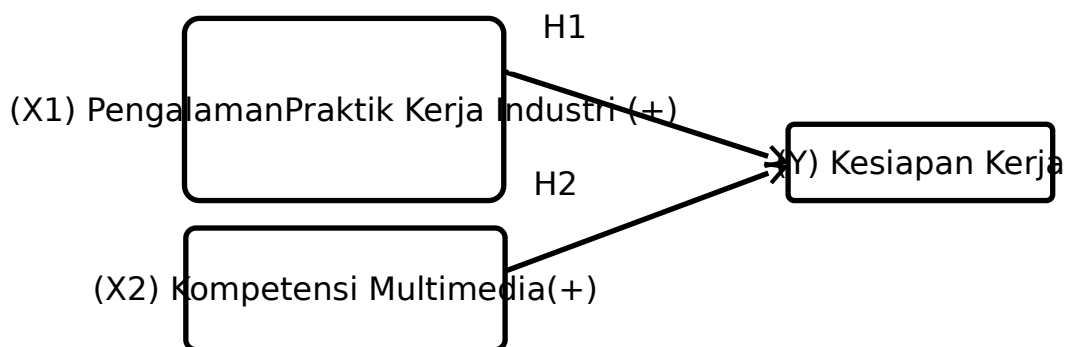 H1
(X1) PengalamanPraktik Kerja Industri (+)
(Y) Kesiapan Kerja
H2
(X2) Kompetensi Multimedia(+)